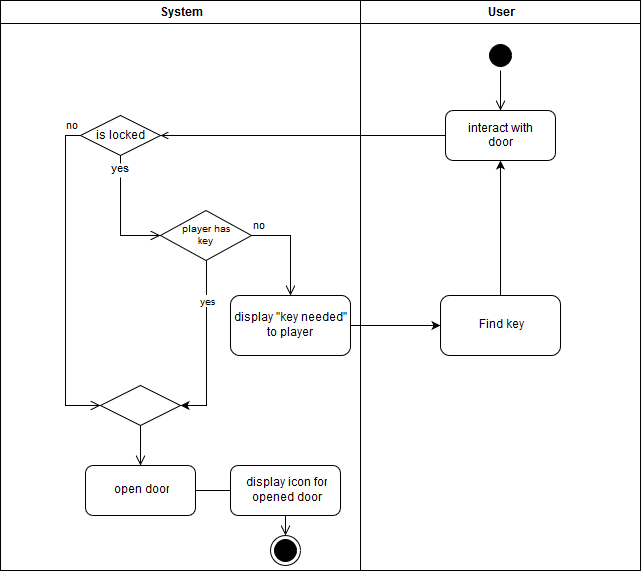 System
User
interact with
door
no
is locked
yes
player has
key
no
yes
display "key needed"
to player
Find key
open door
display icon for
opened door